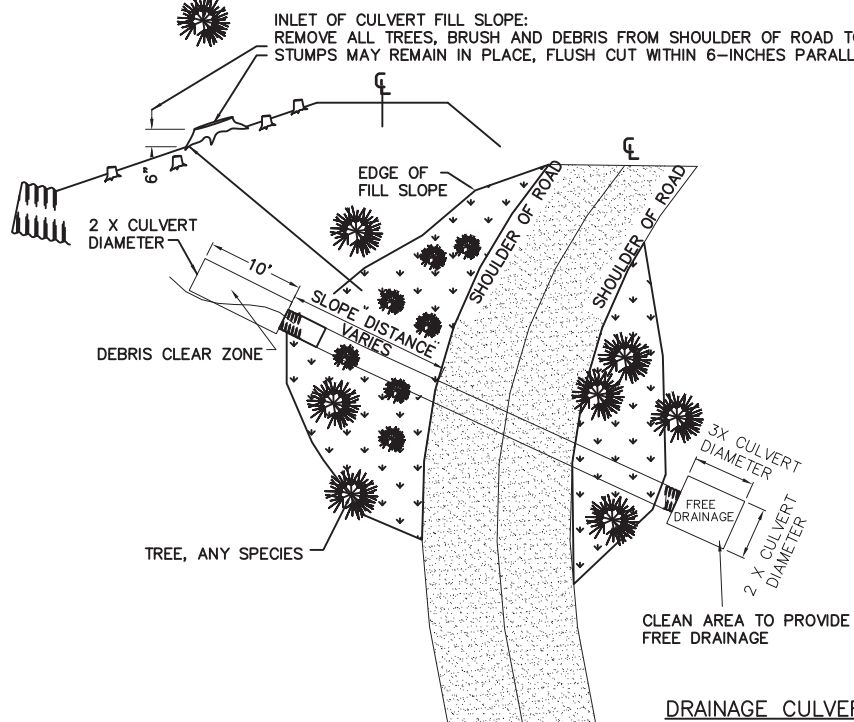 INLET OF CULVERT FILL SLOPE:
REMOVE ALL TREES, BRUSH AND DEBRIS FROM SHOULDER OF ROAD TO
STUMPS MAY REMAIN IN PLACE, FLUSH CUT WITHIN 6-INCHES PARALL
℄
℄
6"
EDGE OF
FILL SLOPE
SHOULDER OF ROAD
SHOULDER OF ROAD
2 X CULVERT
DIAMETER
10'
SLOPE DISTANCE
VARIES
DEBRIS CLEAR ZONE
3X CULVERT
DIAMETER
FREE
DRAINAGE
2 X CULVERT
DIAMETER
TREE, ANY SPECIES
CLEAN AREA TO PROVIDE
FREE DRAINAGE
DRAINAGE CULVER